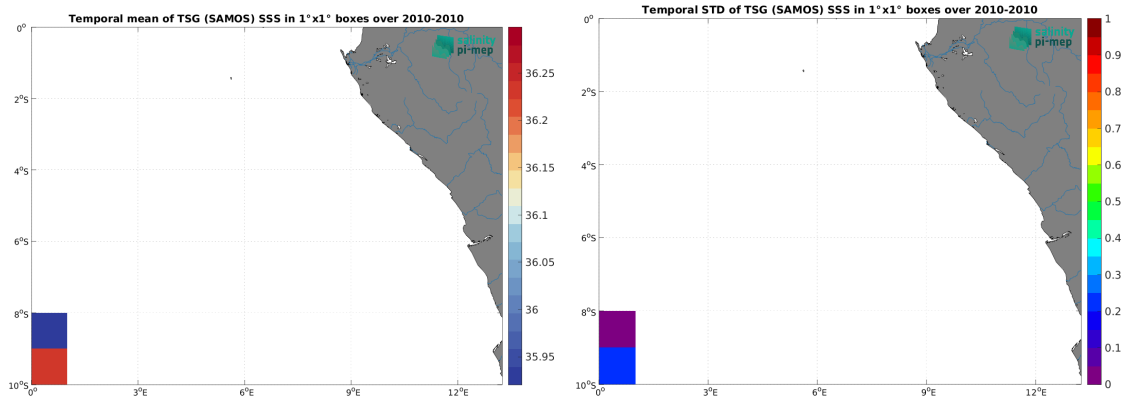 Temporal mean of TSG (SAMOS) SSS in 1°x1° boxes over 2010-2010
0°
2°S
4°S
6°S
8°S
10°S
0°
3°E
6°E
9°E
12°E
salinity
pi-mep
36.25
36.2
36.15
36.1
36.05
36
35.95
Temporal STD of TSG (SAMOS) SSS in 1°x1° boxes over 2010-2010
0°
2°S
4°S
6°S
8°S
10°S
0°
3°E
6°E
9°E
12°E
salinity
pi-mep
1
0.9
0.8
0.7
0.6
0.5
0.4
0.3
0.2
0.1
0